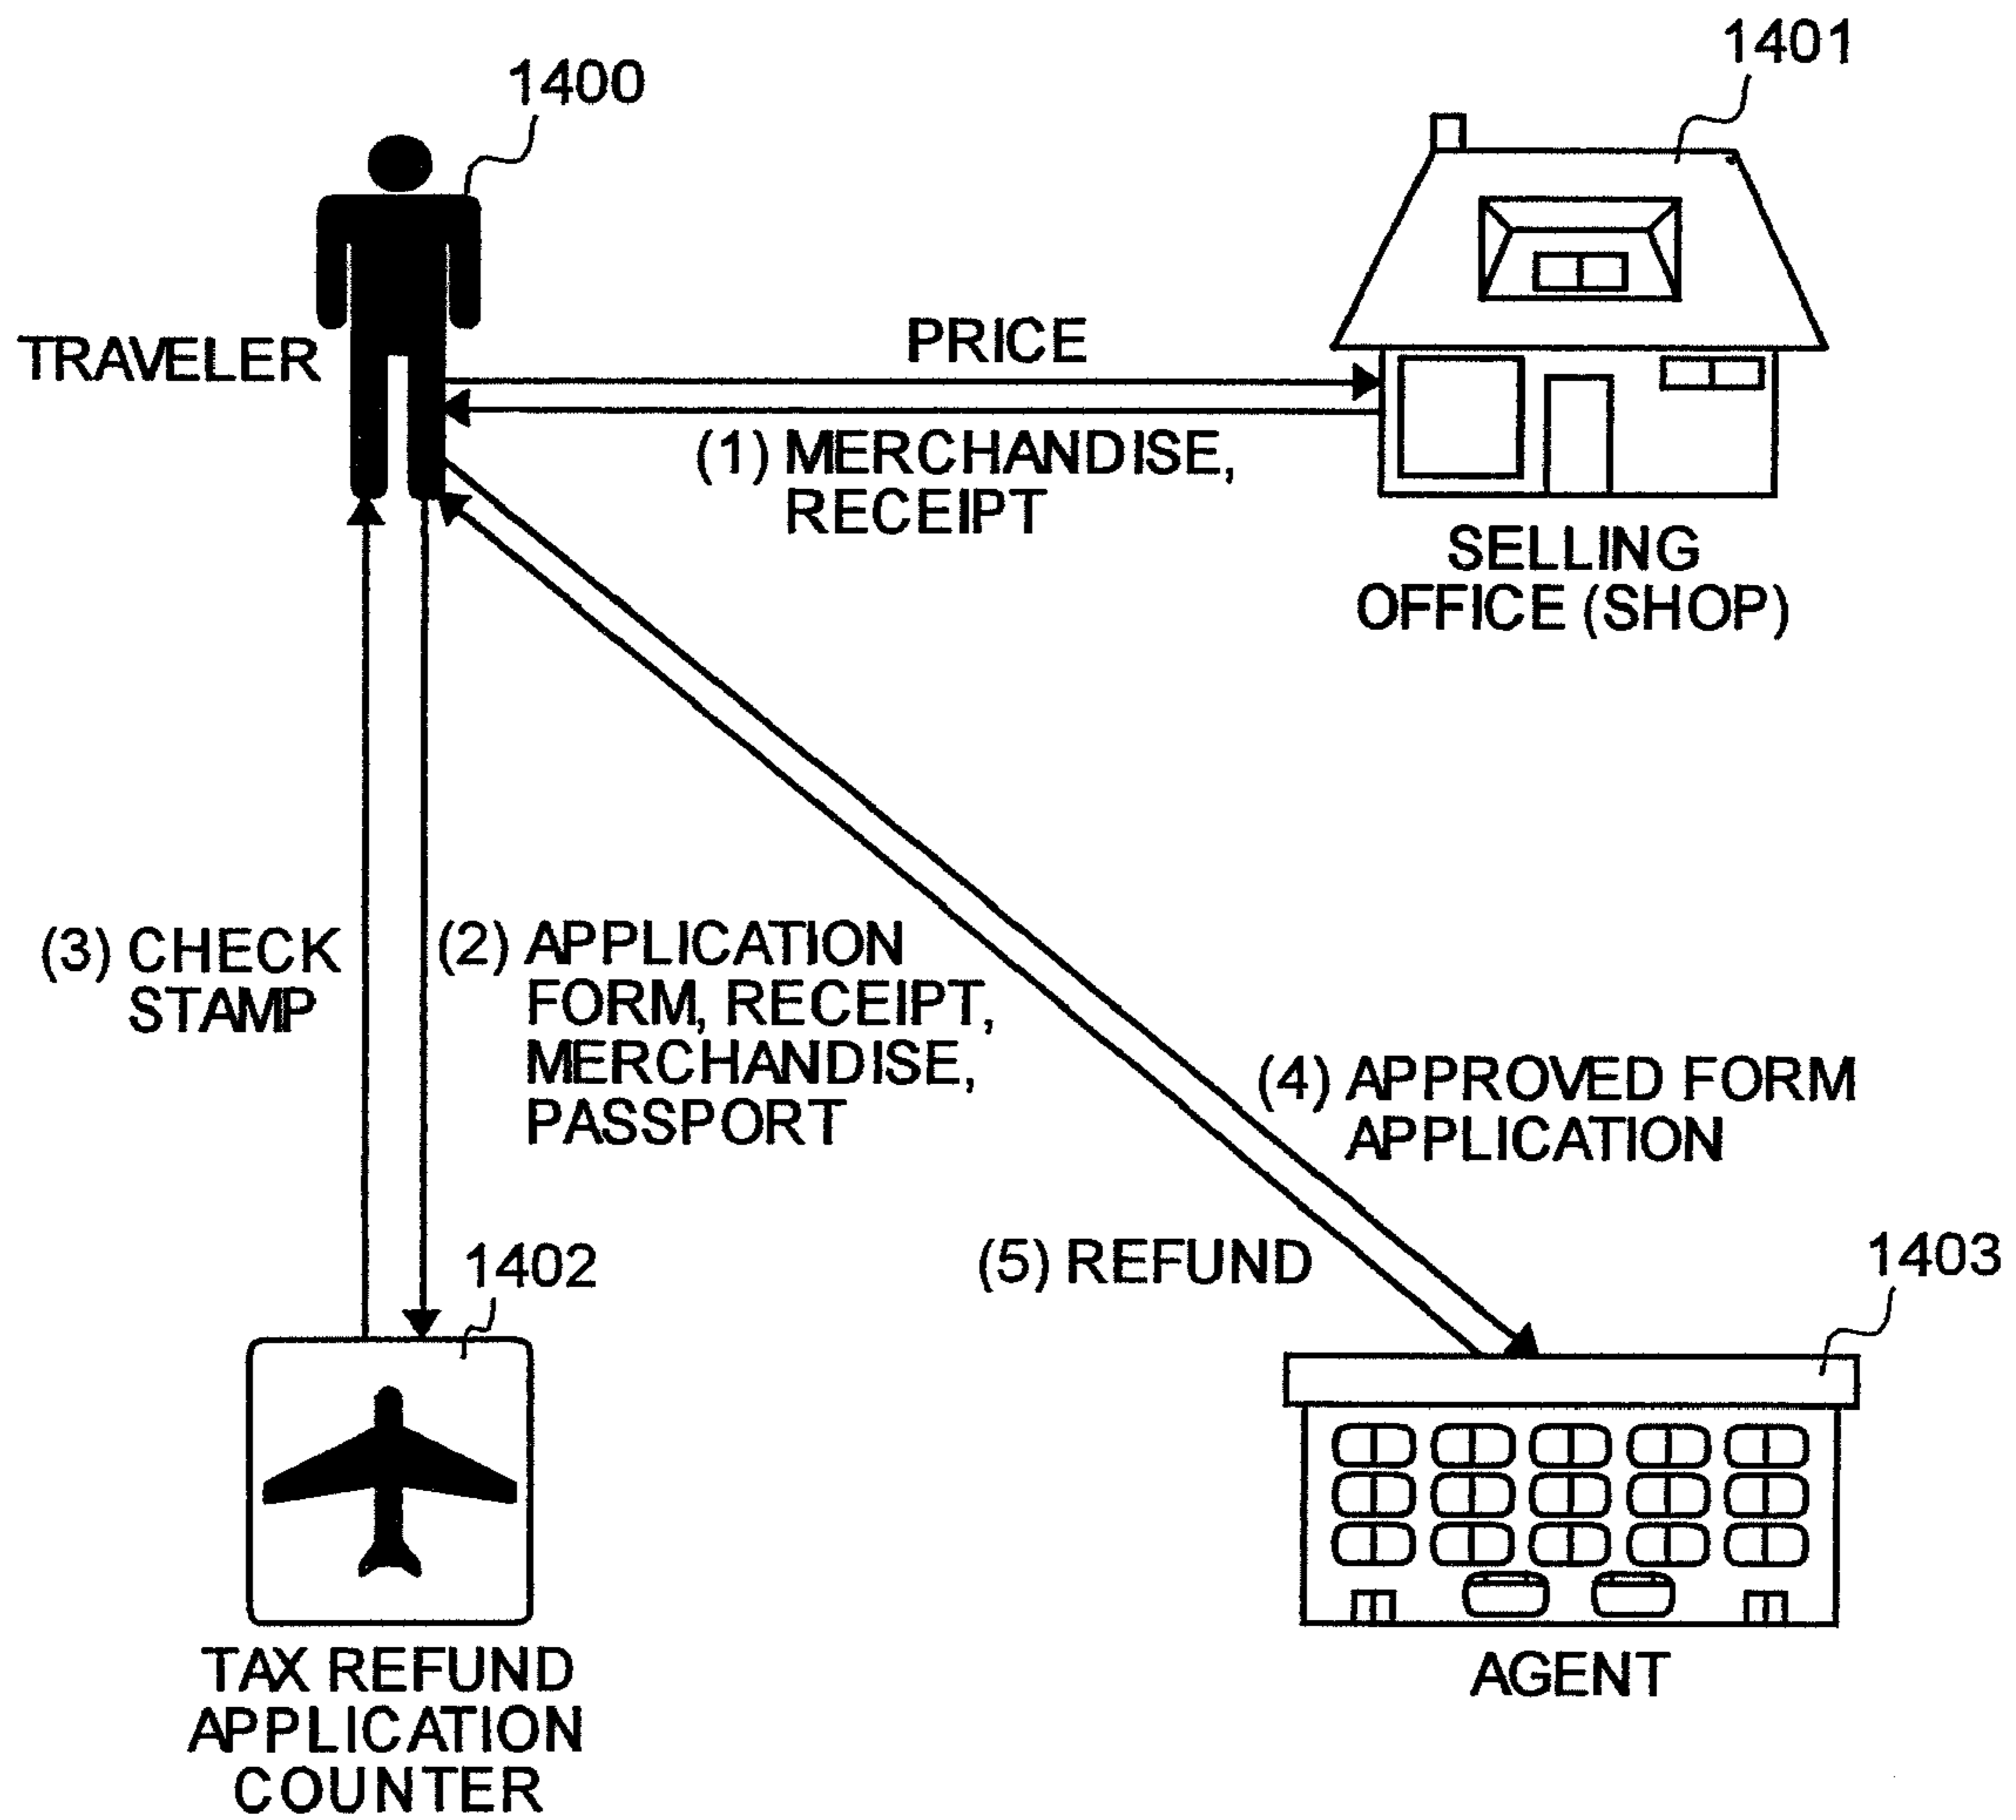 1401
1400
TRAVELER
PRICE
(1) MERCHANDISE,
RECEIPT
SELLING
OFFICE (SHOP)
(3) CHECK
STAMP
(2) APPLICATION
FORM, RECEIPT,
MERCHANDISE,
PASSPORT
(4) APPROVED FORM
APPLICATION
(5) REFUND
1402
1403
TAX REFUND
APPLICATION
COUNTER
AGENT